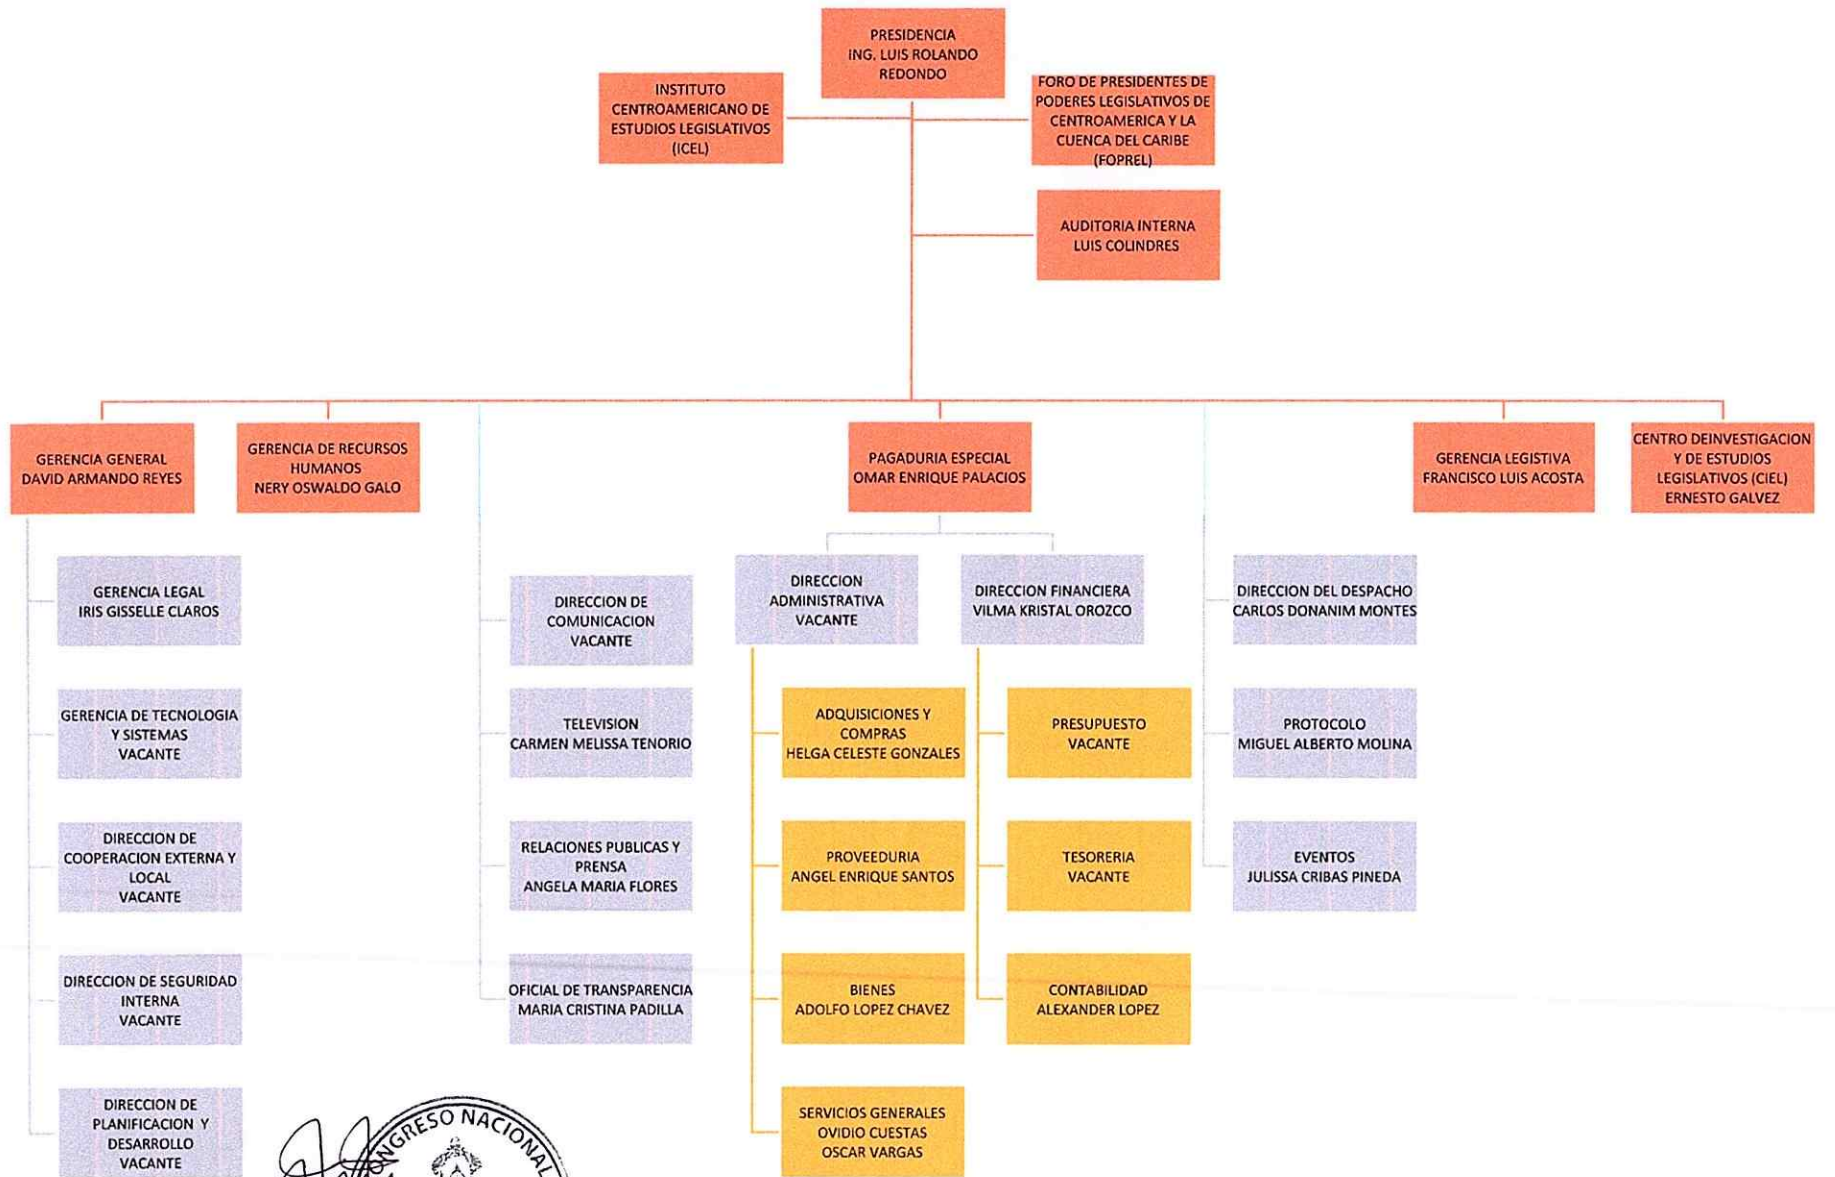 PRESIDENCIA
ING. LUIS ROLANDO
REDONDO
INSTITUTO
CENTROAMERICANO DE
ESTUDIOS LEGISLATIVOS
(ICEL)
FORO DE PRESIDENTES DE
PODERES LEGISLATIVOS DE
CENTROAMERICA Y LA
CUENCA DEL CARIBE
(FOPREL)
AUDITORIA INTERNA
LUIS COLINDRES
GERENCIA GENERAL
DAVID ARMANDO REYES
GERENCIA DE RECURSOS
HUMANOS
NERY OSWALDO GALO
PAGADURIA ESPECIAL
OMAR ENRIQUE PALACIOS
GERENCIA LEGISTIVA
FRANCISCO LUIS ACOSTA
CENTRO DEINVESTIGACION
Y DE ESTUDIOS
LEGISLATIVOS (CIEL)
ERNESTO GALVEZ
GERENCIA LEGAL
IRIS GISSELLE CLAROS
GERENCIA DE TECNOLOGIA
Y SISTEMAS
VACANTE
DIRECCION DE
COOPERACION EXTERNA Y
LOCAL
VACANTE
DIRECCION DE SEGURIDAD
INTERNA
VACANTE
DIRECCION DE
PLANIFICACION Y
DESARROLLO
VACANTE
DIRECCION DE
COMUNICACION
VACANTE
TELEVISION
CARMEN MELISSA TENORIO
RELACIONES PUBLICAS Y
PRENSA
ANGELA MARIA FLORES
OFICIAL DE TRANSPARENCIA
MARIA CRISTINA PADILLA
DIRECCION
ADMINISTRATIVA
VACANTE
ADQUISICIONES Y
COMPRAS
HELGA CELESTE GONZALES
PROVEEDURIA
ANGEL ENRIQUE SANTOS
BIENES
ADOLFO LOPEZ CHAVEZ
SERVICIOS GENERALES
OVIDIO CUESTAS
OSCAR VARGAS
DIRECCION FINANCIERA
VILMA KRISTAL OROZCO
PRESUPUESTO
VACANTE
TESORERIA
VACANTE
CONTABILIDAD
ALEXANDER LOPEZ
DIRECCION DEL DESPACHO
CARLOS DONANIM MONTES
PROTOCOLO
MIGUEL ALBERTO MOLINA
EVENTOS
JULISSA CRIBAS PINEDA
CONGRESO NACIONAL